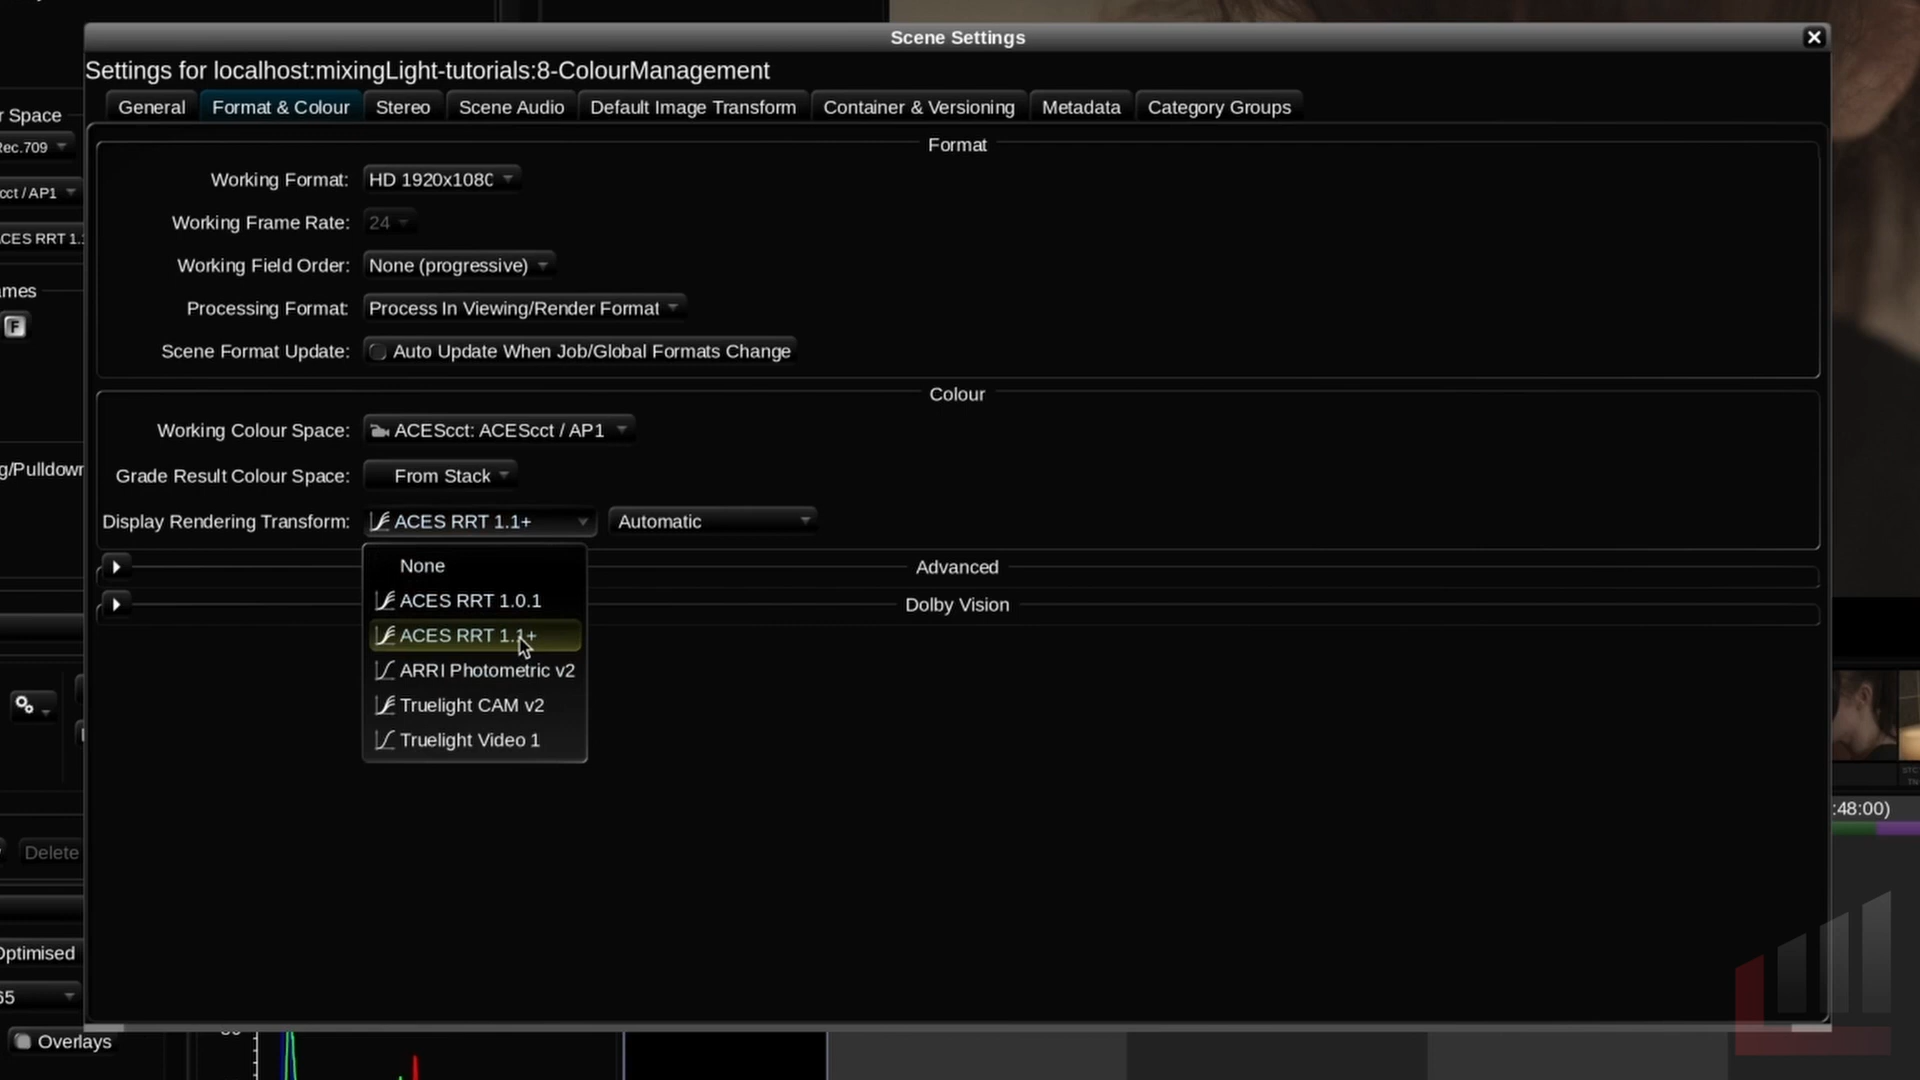 Scene Settings
Settings for localhost:mixingLight-tutorials:8-ColourManagement
General Format & Colour Stereo Scene Audio Default Image Transform Container & Versioning Metadata Category Groups
Format
Working Format: HD 1920x1080
Working Frame Rate: 24
Working Field Order: None (progressive)
Processing Format: Process In Viewing/Render Format
Scene Format Update: Auto Update When Job/Global Formats Change
Colour
Working Colour Space: ACEScct: ACEScct / AP1
Grade Result Colour Space: From Stack
Display Rendering Transform: ACES RRT 1.1+ Automatic
None
ACES RRT 1.0.1
ACES RRT 1.1+
ARRI Photometric v2
Truelight CAM v2
Truelight Video 1
Advanced
Dolby Vision
r Space
Rec.709
cct / AP1
ACES RRT 1.
mes
F
g/Pulldown
Delete
Optimised
65
Overlays
:48:00)